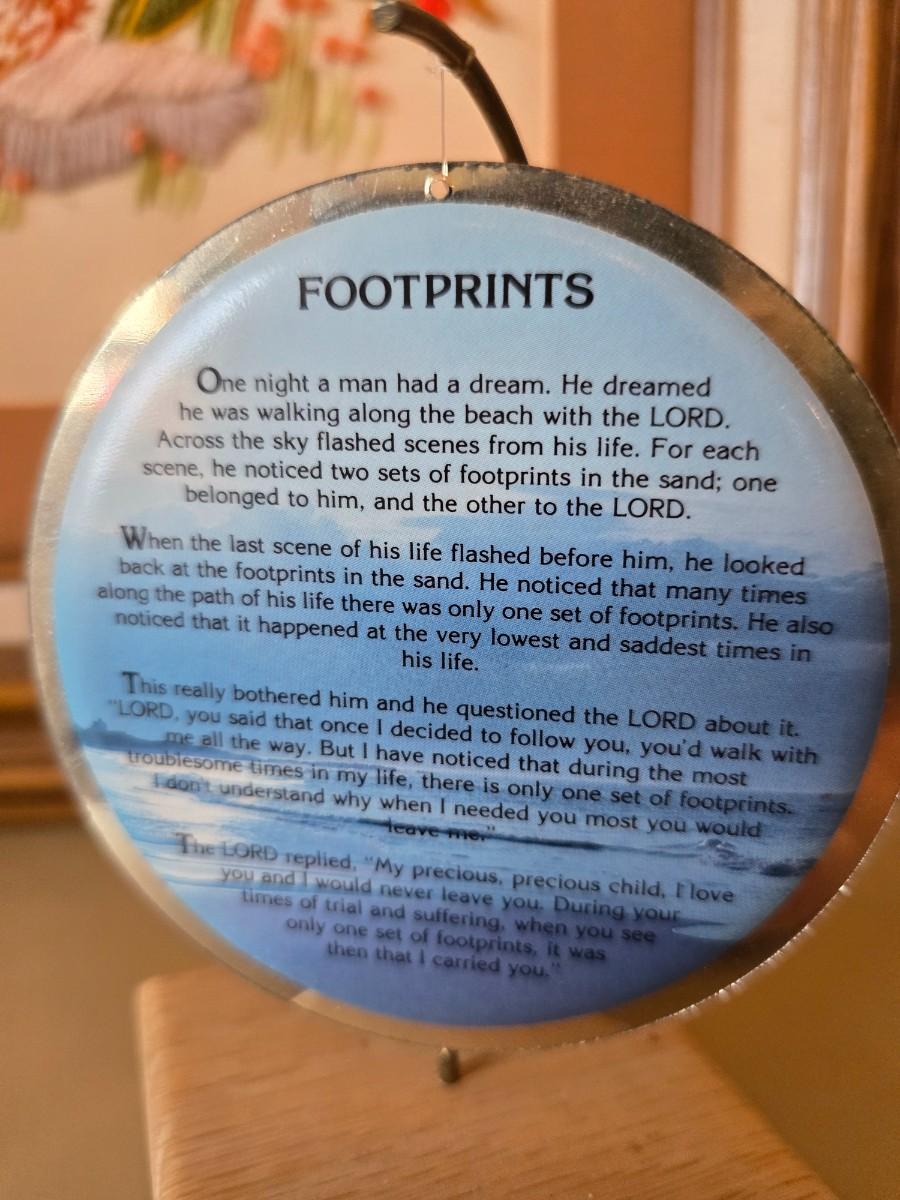 FOOTPRINTS
One night a man had a dream. He dreamed
he was walking along the beach with the LORD.
Across the sky flashed scenes from his life. For each
scene, he noticed two sets of footprints in the sand; one
belonged to him, and the other to the LORD.
When the last scene of his life flashed before him, he looked
back at the footprints in the sand. He noticed that many times
along the path of his life there was only one set of footprints. He also
noticed that it happened at the very lowest and saddest times in
his life.
This really bothered him and he questioned the LORD about it.
"LORD, you said that once I decided to follow you, you'd walk with
me all the way. But I have noticed that during the most
troublesome times in my life, there is only one set of footprints.
I don't understand why when I needed you most you would
leave me."
The LORD replied, "My precious, precious child, I love
you and I would never leave you. During your
times of trial and suffering, when you see
only one set of footprints, it was
then that I carried you."